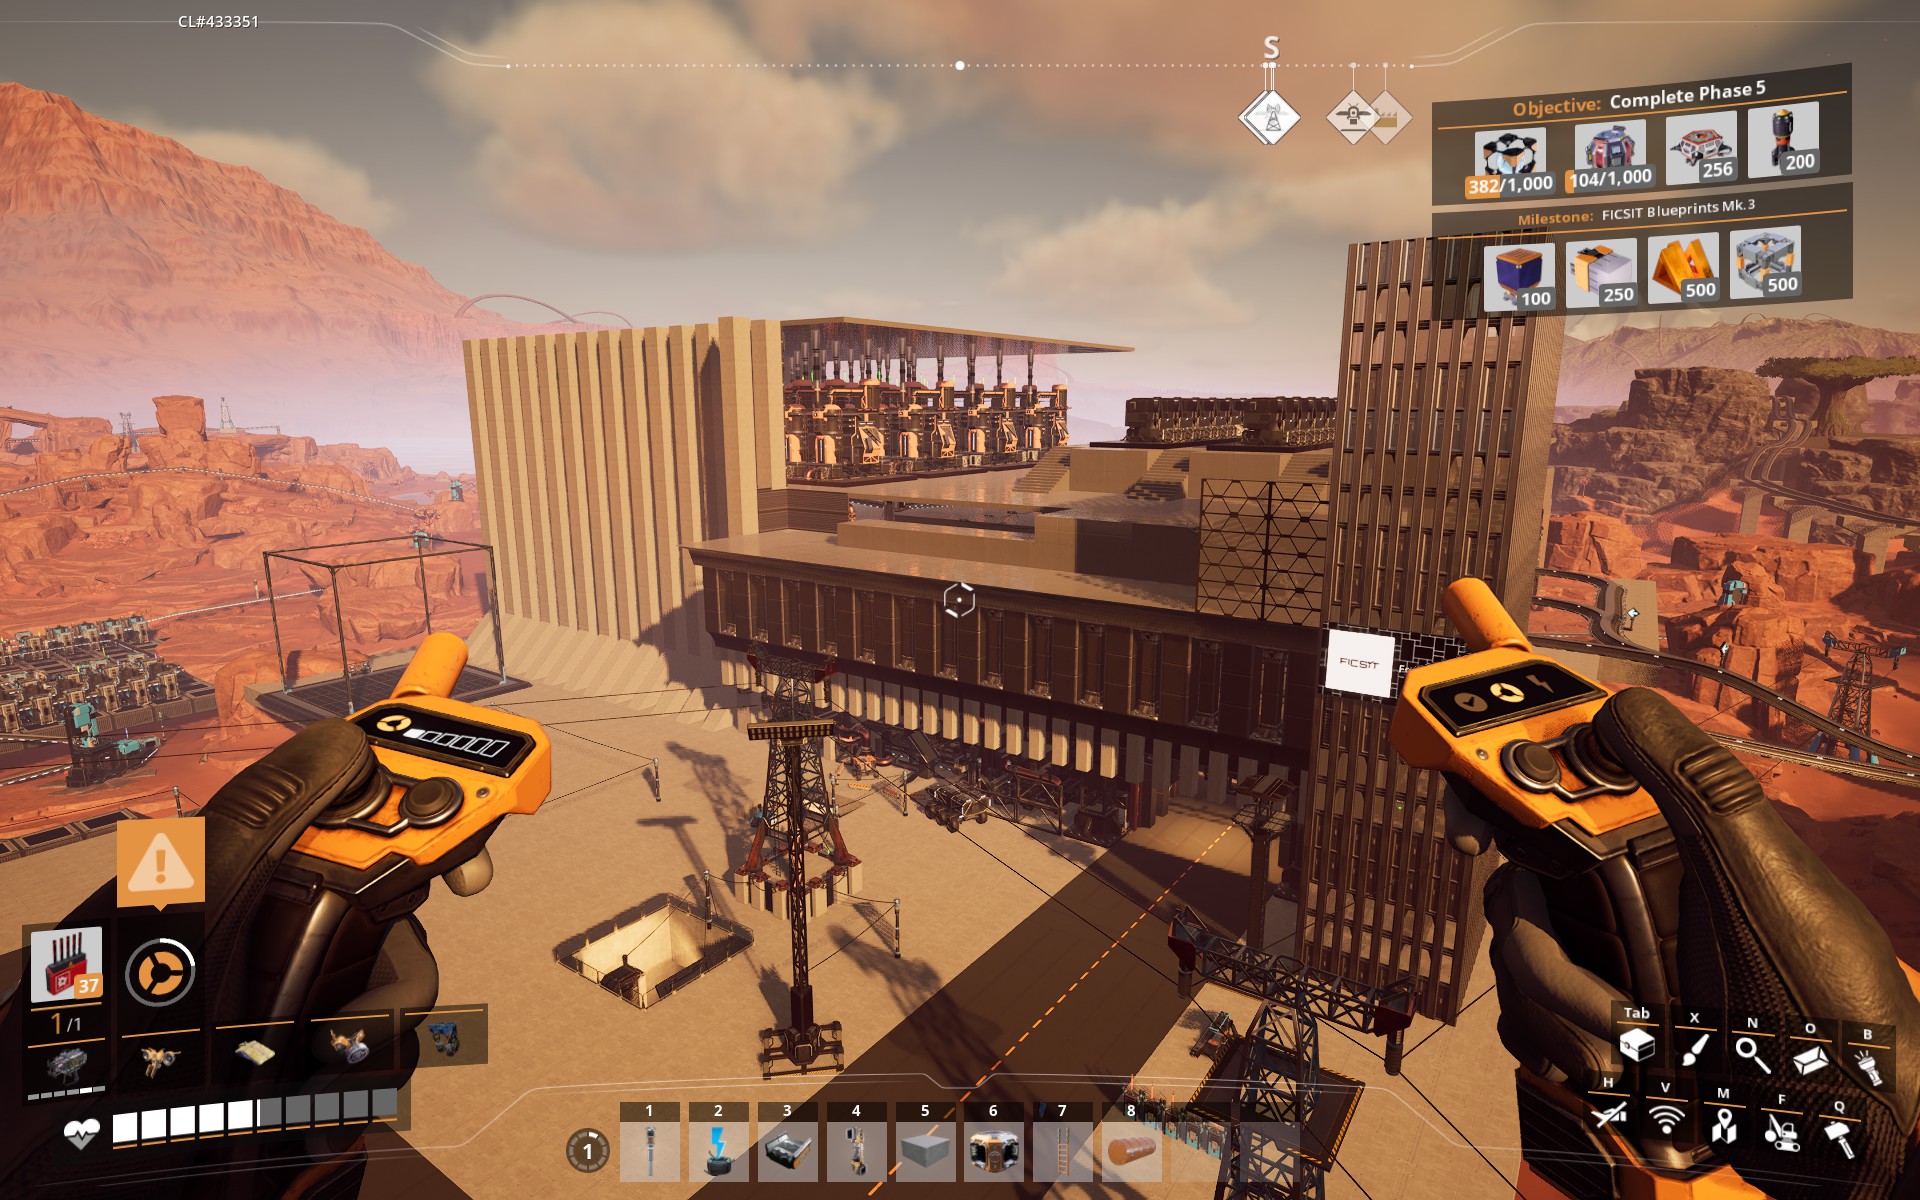 CL#433351
S
Objective: Complete Phase 5
382/1,000
104/1,000
256
200
Milestone: FICSIT Blueprints Mk.3
100
250
500
500
FICSIT
37
1/1
Tab
X
N
O
B
H
V
M
F
Q
1
2
3
4
5
6
7
8
1